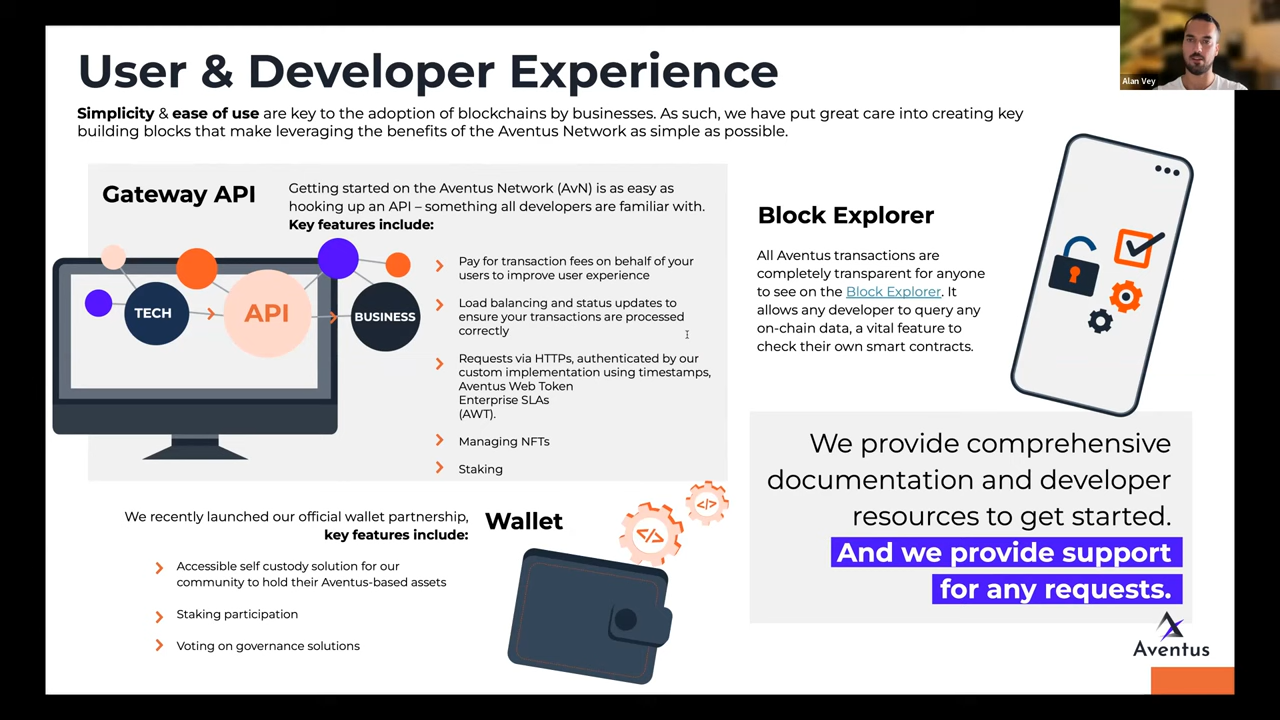 User & Developer Experience
Simplicity & ease of use are key to the adoption of blockchains by businesses. As such, we have put great care into creating key
building blocks that make leveraging the benefits of the Aventus Network as simple as possible.
Gateway API
Getting started on the Aventus Network (AvN) is as easy as
hooking up an API – something all developers are familiar with.
Key features include:
TECH
API
BUSINESS
Pay for transaction fees on behalf of your
users to improve user experience
Load balancing and status updates to
ensure your transactions are processed
correctly
Requests via HTTPs, authenticated by our
custom implementation using timestamps,
Aventus Web Token
Enterprise SLAs
(AWT).
Managing NFTs
Staking
We recently launched our official wallet partnership,
key features include:
Wallet
Accessible self custody solution for our
community to hold their Aventus-based assets
Staking participation
Voting on governance solutions
</>
</>
Block Explorer
All Aventus transactions are
completely transparent for anyone
to see on the Block Explorer. It
allows any developer to query any
on-chain data, a vital feature to
check their own smart contracts.
We provide comprehensive
documentation and developer
resources to get started.
And we provide support
for any requests.
Aventus
Alan Vey